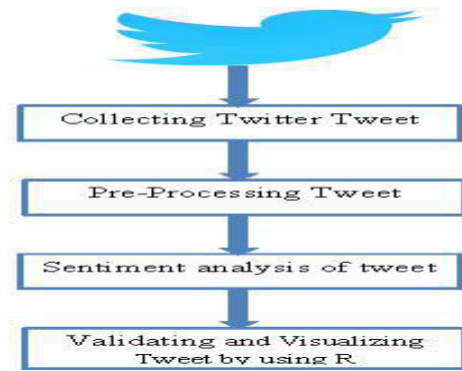 Collecting Twitter Tweet
Pre-Processing Tweet
Sentiment analysis of tweet
Validating and Visualizing
Tweet by using R